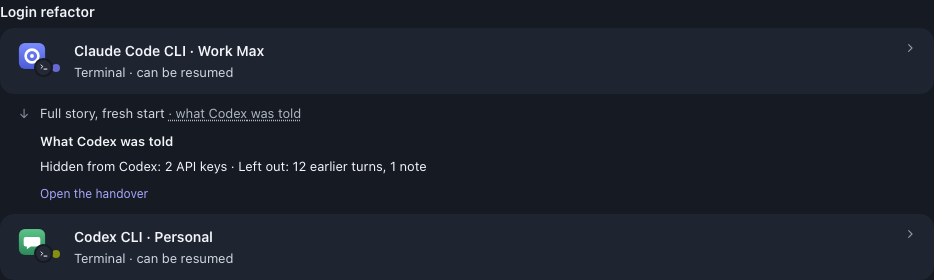 Login refactor
Claude Code CLI · Work Max
Terminal · can be resumed
↓ Full story, fresh start · what Codex was told
What Codex was told
Hidden from Codex: 2 API keys · Left out: 12 earlier turns, 1 note
Open the handover
Codex CLI · Personal
Terminal · can be resumed